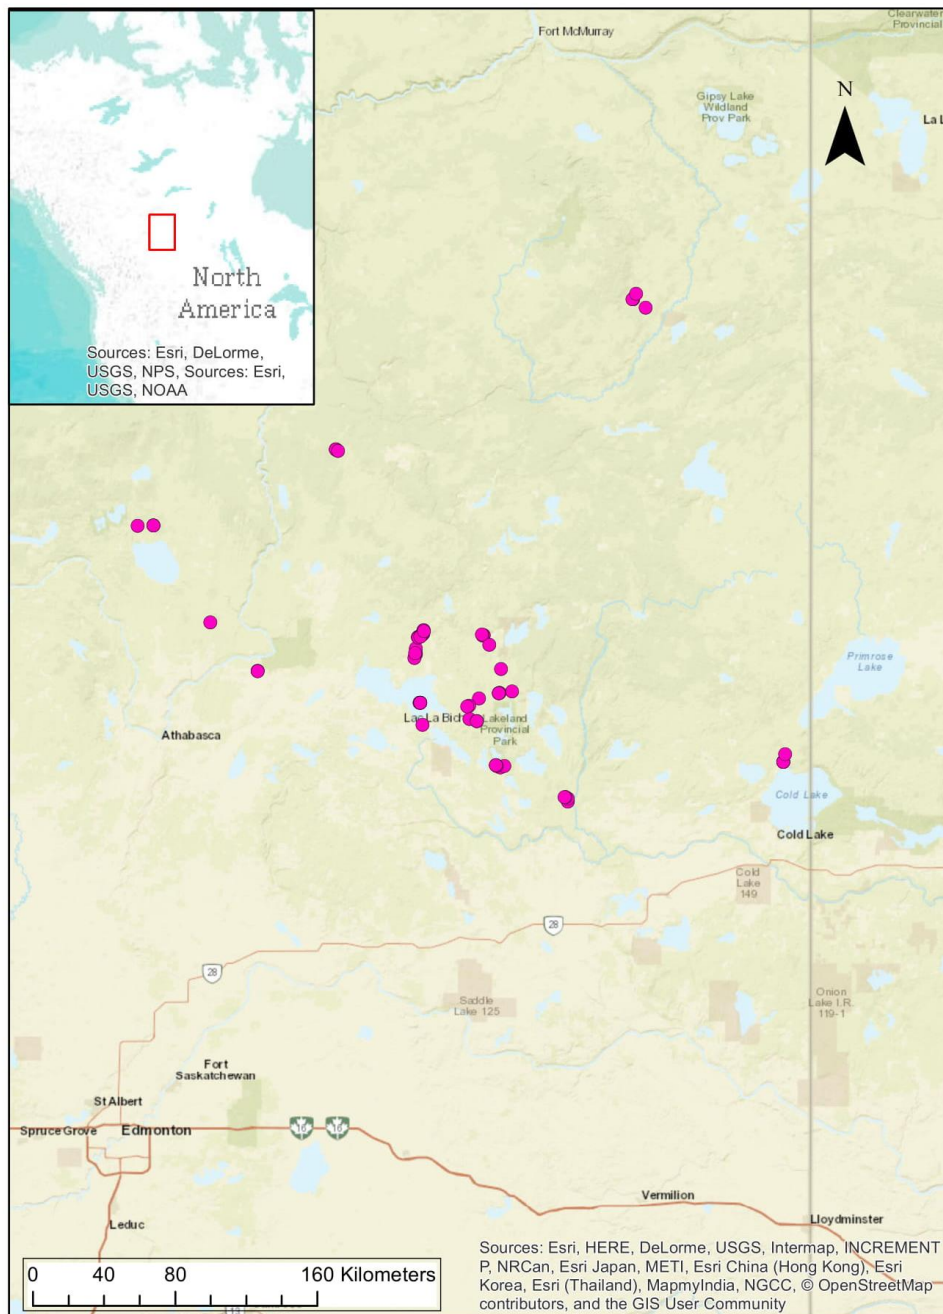 Fort McMurray
Clearwater
Provincial
Gipsy Lake
Wildland
Prov Park
N
La L
North
America
Sources: Esri, DeLorme,
USGS, NPS, Sources: Esri,
USGS, NOAA
Primrose
Lake
Athabasca
Lac La Bich
Lakeland
Provincial
Park
Cold Lake
Cold Lake
Cold
Lake
149
28
28
Saddle
Lake 125
Onion
Lake I.R.
119-1
Fort
Saskatchewan
St Albert
Spruce Grove
Edmonton
16
16
Leduc
Vermilion
Lloydminster
0 40 80 160 Kilometers
Sources: Esri, HERE, DeLorme, USGS, Intermap, INCREMENT
P, NRCan, Esri Japan, METI, Esri China (Hong Kong), Esri
Korea, Esri (Thailand), MapmyIndia, NGCC, © OpenStreetMap
contributors, and the GIS User Community